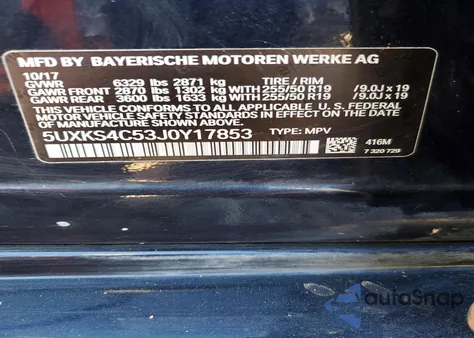 MFD BY BAYERISCHE MOTOREN WERKE AG
10/17
GVWR 6329 lbs 2871 kg TIRE / RIM
GAWR FRONT 2870 lbs 1302 kg WITH 255/50 R19 /9.0J x 19
GAWR REAR 3600 lbs 1633 kg WITH 255/50 R19 /9.0J x 19
THIS VEHICLE CONFORMS TO ALL APPLICABLE U.S. FEDERAL
MOTOR VEHICLE SAFETY STANDARDS IN EFFECT ON THE DATE OF
MANUFACTURE SHOWN ABOVE.
5UXKS4C53J0Y17853 TYPE: MPV
416M
7 320 729
autoSnap